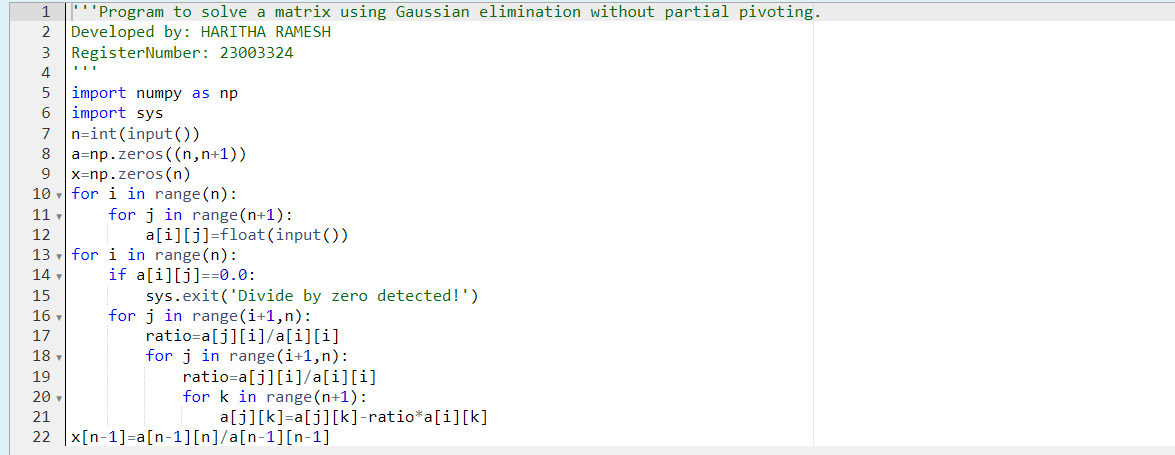 1 '''Program to solve a matrix using Gaussian elimination without partial pivoting.
2 Developed by: HARITHA RAMESH
3 RegisterNumber: 23003324
4 '''
5 import numpy as np
6 import sys
7 n=int(input())
8 a=np.zeros((n,n+1))
9 x=np.zeros(n)
10 for i in range(n):
11     for j in range(n+1):
12         a[i][j]=float(input())
13 for i in range(n):
14     if a[i][j]==0.0:
15         sys.exit('Divide by zero detected!')
16     for j in range(i+1,n):
17         ratio=a[j][i]/a[i][i]
18         for j in range(i+1,n):
19             ratio=a[j][i]/a[i][i]
20             for k in range(n+1):
21                 a[j][k]=a[j][k]-ratio*a[i][k]
22 x[n-1]=a[n-1][n]/a[n-1][n-1]